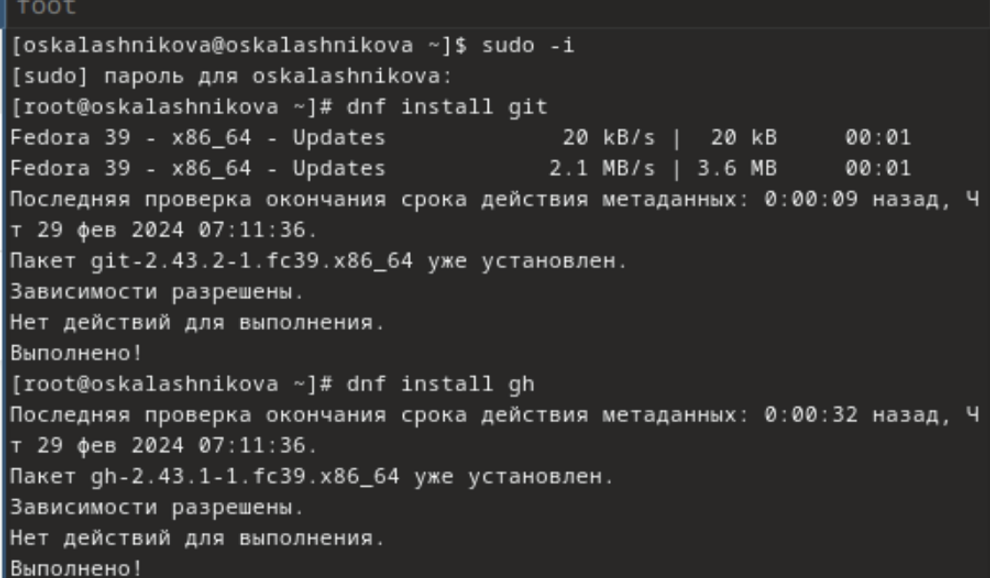 foot
[oskalashnikova@oskalashnikova ~]$ sudo -i
[sudo] пароль для oskalashnikova:
[root@oskalashnikova ~]# dnf install git
Fedora 39 - x86_64 - Updates             20 kB/s |  20 kB     00:01
Fedora 39 - x86_64 - Updates            2.1 MB/s | 3.6 MB     00:01
Последняя проверка окончания срока действия метаданных: 0:00:09 назад, Ч
т 29 фев 2024 07:11:36.
Пакет git-2.43.2-1.fc39.x86_64 уже установлен.
Зависимости разрешены.
Нет действий для выполнения.
Выполнено!
[root@oskalashnikova ~]# dnf install gh
Последняя проверка окончания срока действия метаданных: 0:00:32 назад, Ч
т 29 фев 2024 07:11:36.
Пакет gh-2.43.1-1.fc39.x86_64 уже установлен.
Зависимости разрешены.
Нет действий для выполнения.
Выполнено!